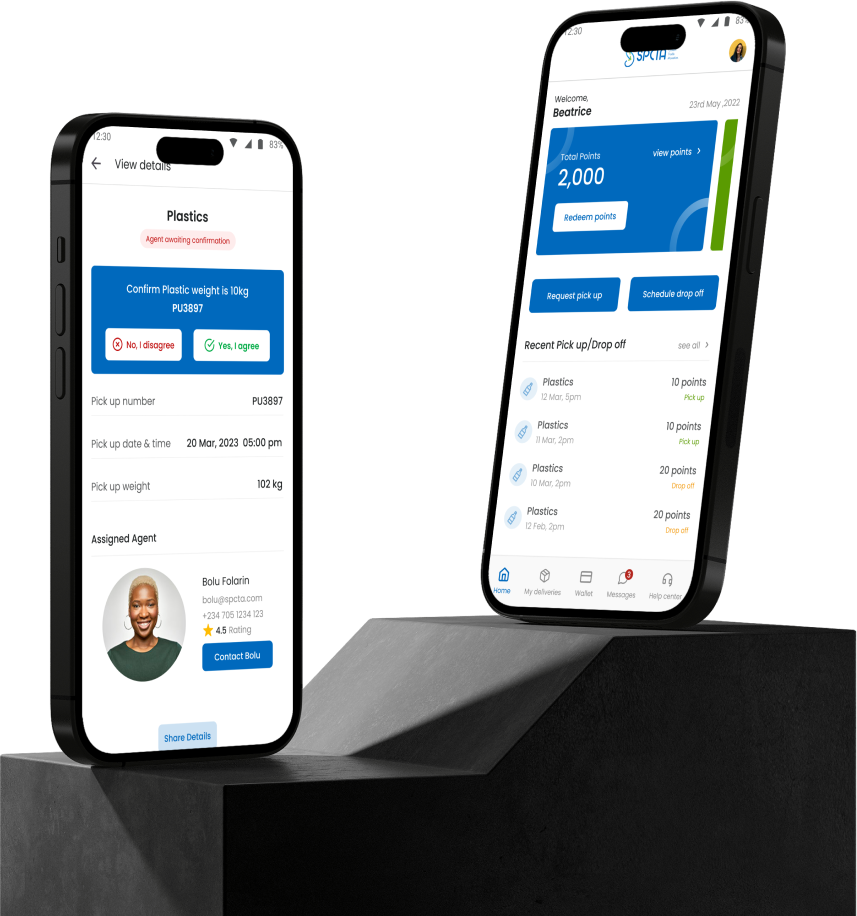 12:30
83%
View details
Plastics
Agent awaiting confirmation
Confirm Plastic weight is 10kg
PU3897
No, I disagree
Yes, I agree
Pick up number
PU3897
Pick up date & time
20 Mar, 2023 05:00 pm
Pick up weight
102 kg
Assigned Agent
Bolu Folarin
bolu@spcta.com
+234 705 1234 123
4.5 Rating
Contact Bolu
Share Details
12:30
83%
SPCTA
Welcome,
Beatrice
23rd May ,2022
Total Points
view points
2,000
Redeem points
Request pick up
Schedule drop off
Recent Pick up/Drop off
see all
Plastics
10 points
12 Mar, 5pm
Pick up
Plastics
10 points
11 Mar, 2pm
Pick up
Plastics
20 points
10 Mar, 2pm
Drop off
Plastics
20 points
12 Feb, 2pm
Drop off
3
Home
My deliveries
Wallet
Messages
Help center